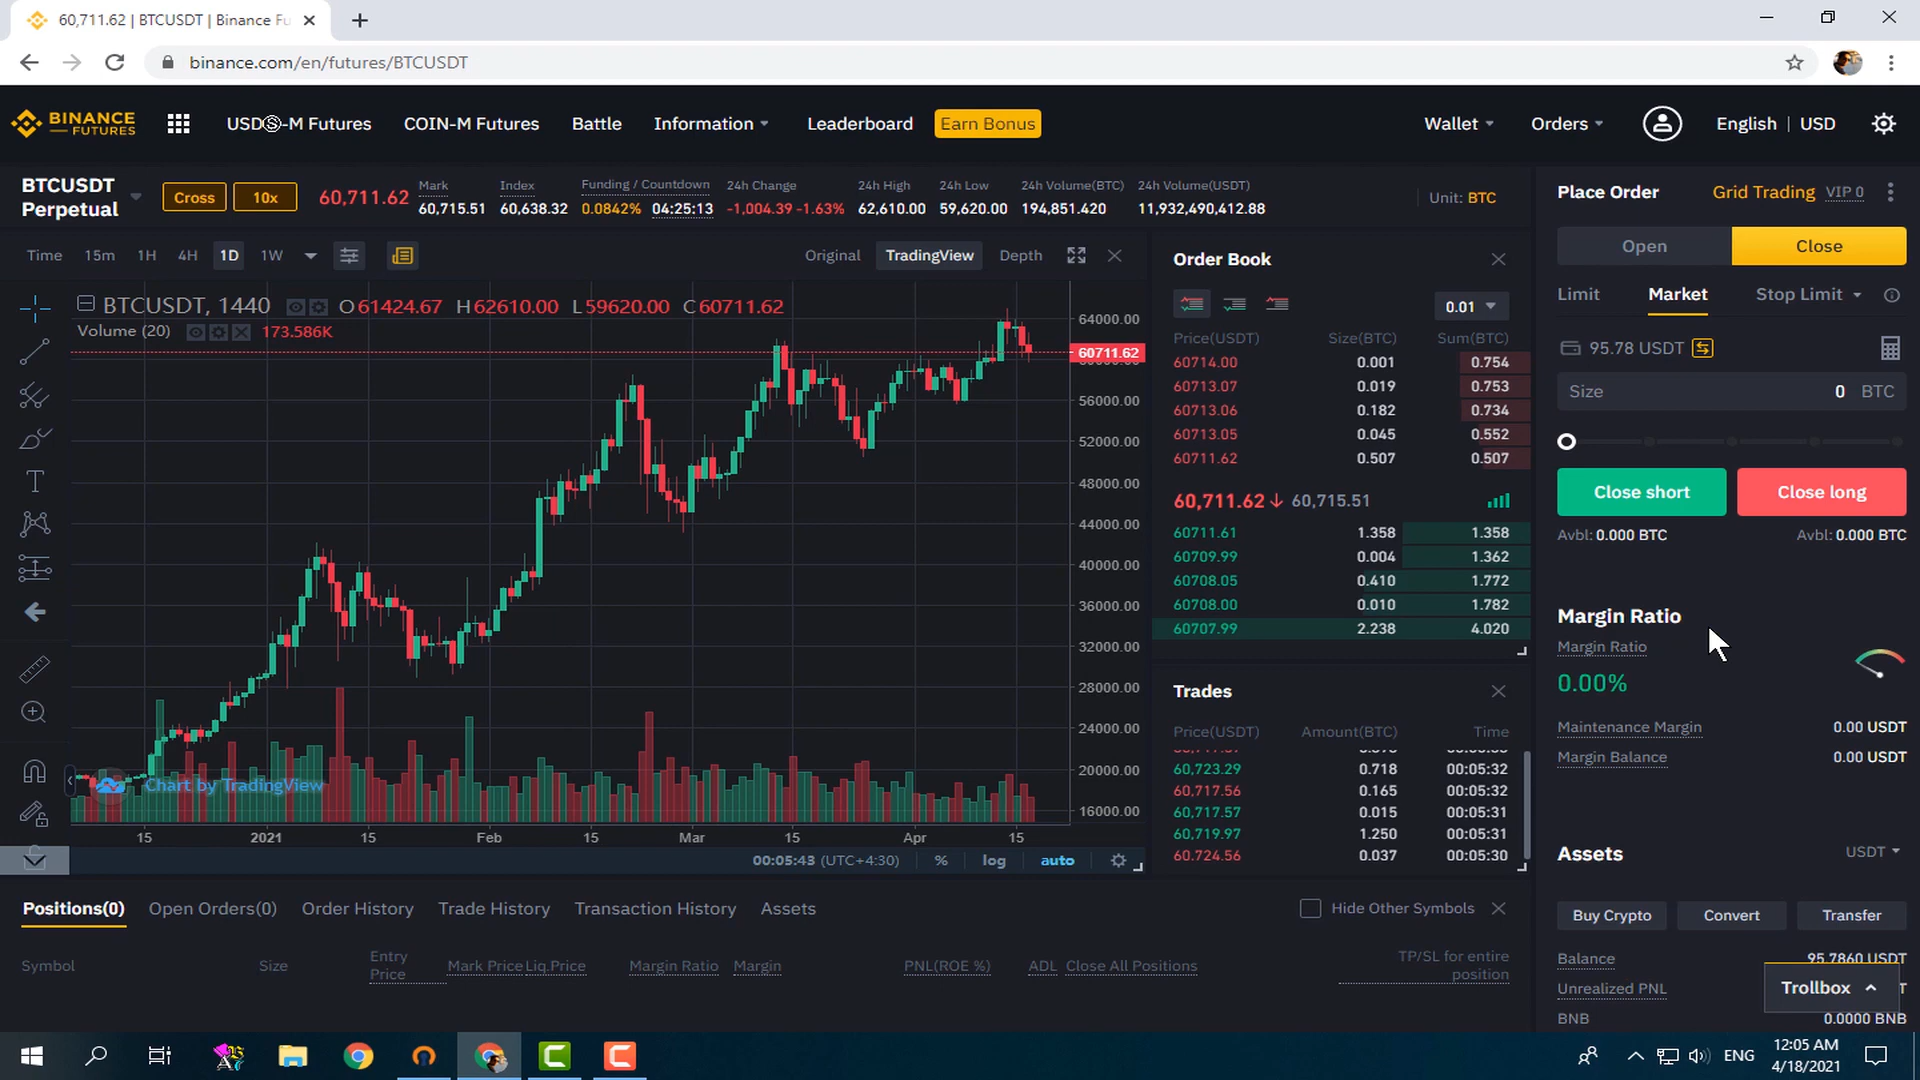 60,711.62 | BTCUSDT | Binance Fu
binance.com/en/futures/BTCUSDT
BINANCE
FUTURES
USDⓈ-M Futures
COIN-M Futures
Battle
Information
Leaderboard
Earn Bonus
Wallet
Orders
English | USD
BTCUSDT
Perpetual
Cross
10x
60,711.62
Mark
60,715.51
Index
60,638.32
Funding / Countdown
0.0842% 04:25:13
24h Change
-1,004.39 -1.63%
24h High
62,610.00
24h Low
59,620.00
24h Volume(BTC)
194,851.420
24h Volume(USDT)
11,932,490,412.88
Unit: BTC
Time 15m 1H 4H 1D 1W
Original TradingView Depth
BTCUSDT, 1440 O 61424.67 H 62610.00 L 59620.00 C 60711.62
Volume (20) 173.586K
64000.00
60711.62
56000.00
52000.00
48000.00
44000.00
40000.00
36000.00
32000.00
28000.00
24000.00
20000.00
16000.00
Chart by TradingView
15 2021 15 Feb 15 Mar 15 Apr 15
00:05:43 (UTC+4:30) % log auto
Order Book
0.01
Price(USDT) Size(BTC) Sum(BTC)
60714.00 0.001 0.754
60713.07 0.019 0.753
60713.06 0.182 0.734
60713.05 0.045 0.552
60711.62 0.507 0.507
60,711.62 ↓ 60,715.51
60711.61 1.358 1.358
60709.99 0.004 1.362
60708.05 0.410 1.772
60708.00 0.010 1.782
60707.99 2.238 4.020
Trades
Price(USDT) Amount(BTC) Time
60,723.29 0.718 00:05:32
60,717.56 0.165 00:05:32
60,717.57 0.015 00:05:31
60,719.97 1.250 00:05:31
60,724.56 0.037 00:05:30
Place Order
Grid Trading VIP 0
Open Close
Limit Market Stop Limit
95.78 USDT
Size 0 BTC
Close short Close long
Avbl: 0.000 BTC Avbl: 0.000 BTC
Margin Ratio
Margin Ratio
0.00%
Maintenance Margin 0.00 USDT
Margin Balance 0.00 USDT
Assets USDT
Buy Crypto Convert Transfer
Balance 95.7860 USDT
Unrealized PNL T
Trollbox
BNB 0.0000 BNB
Positions(0) Open Orders(0) Order History Trade History Transaction History Assets
Hide Other Symbols
Symbol Size Entry Price Mark Price Liq.Price Margin Ratio Margin PNL(ROE %) ADL Close All Positions TP/SL for entire position
ENG
12:05 AM
4/18/2021